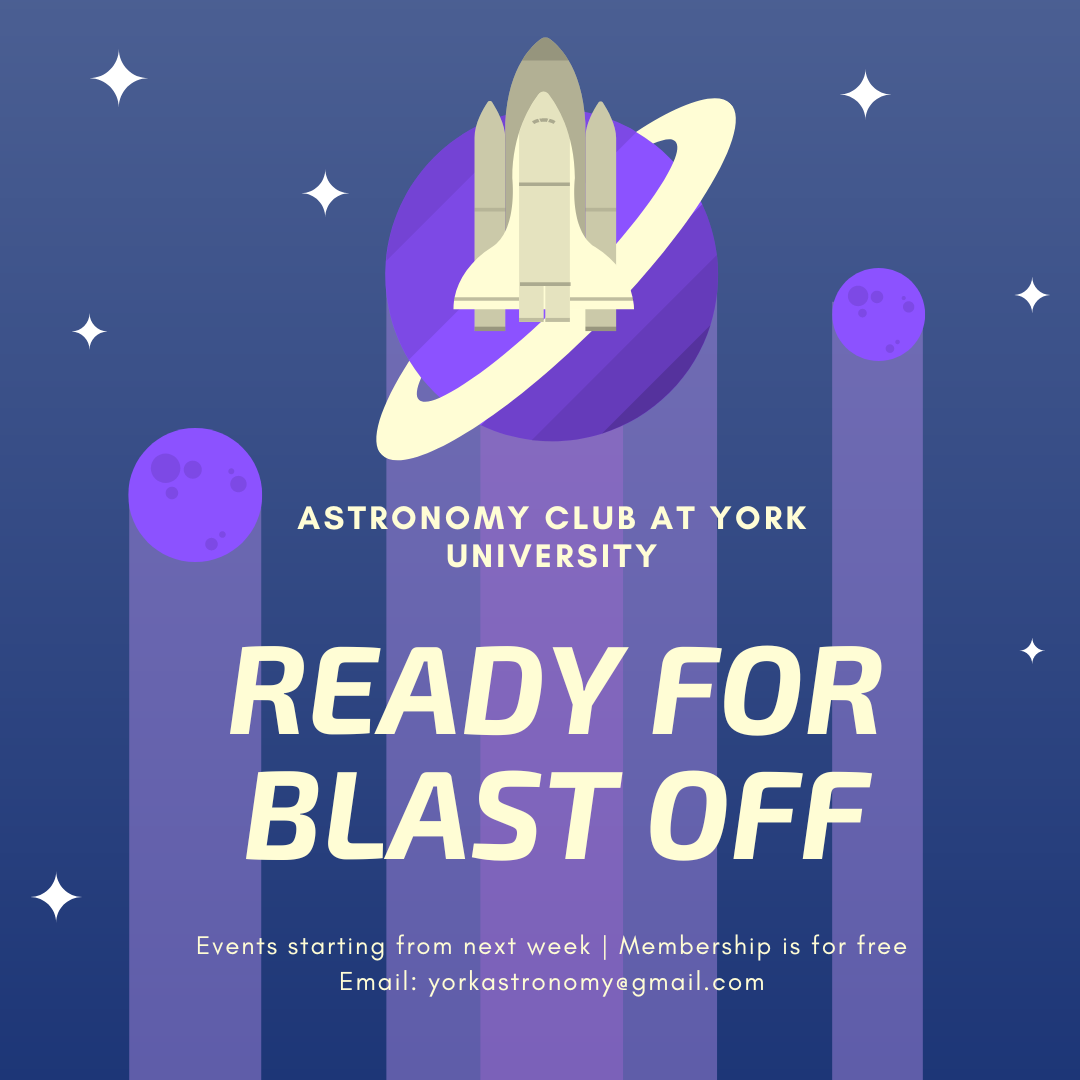 ASTRONOMY CLUB AT YORK
UNIVERSITY
READY FOR
BLAST OFF
Events starting from next week | Membership is for free
Email: yorkastronomy@gmail.com